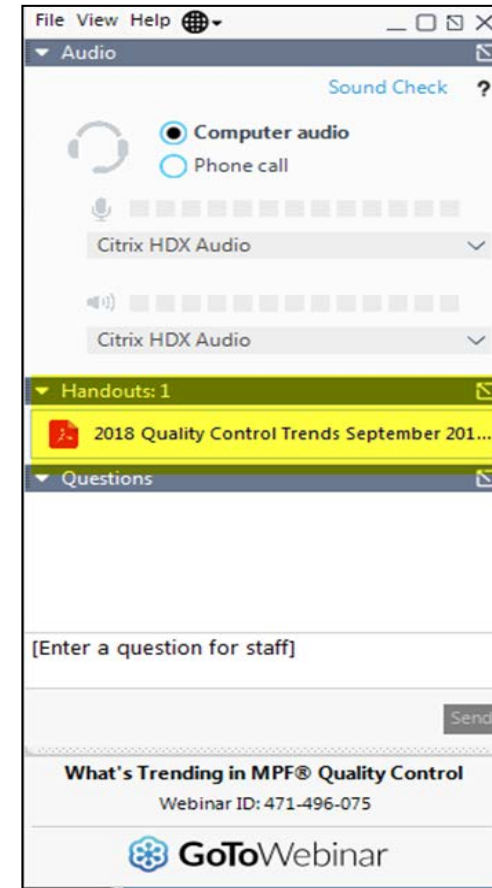 File View Help
Audio
Sound Check ?
Computer audio
Phone call
Citrix HDX Audio
Citrix HDX Audio
Handouts: 1
2018 Quality Control Trends September 201...
Questions
[Enter a question for staff]
Send
What's Trending in MPF® Quality Control
Webinar ID: 471-496-075
GoToWebinar